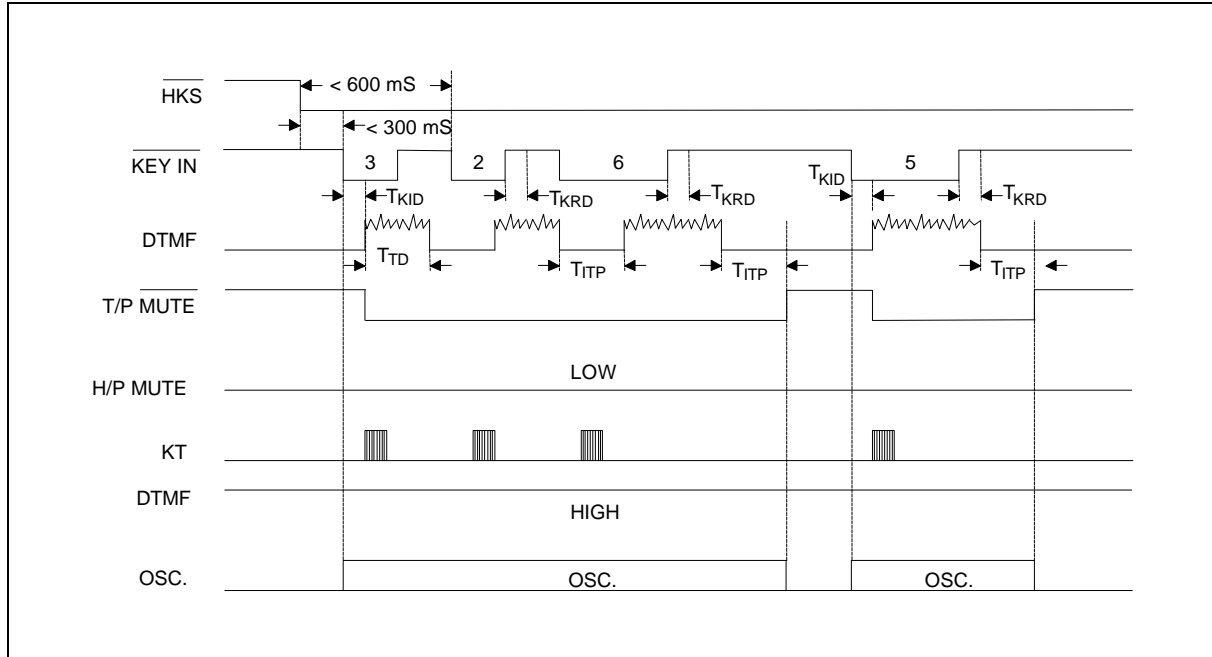 < 600 mS
HKS
< 300 mS
KEY IN
3
2
6
5
TKID
TKRD
TKRD
TKID
TKRD
DTMF
TTD
TITP
TITP
TITP
T/P MUTE
LOW
H/P MUTE
KT
DTMF
HIGH
OSC.
OSC.
OSC.